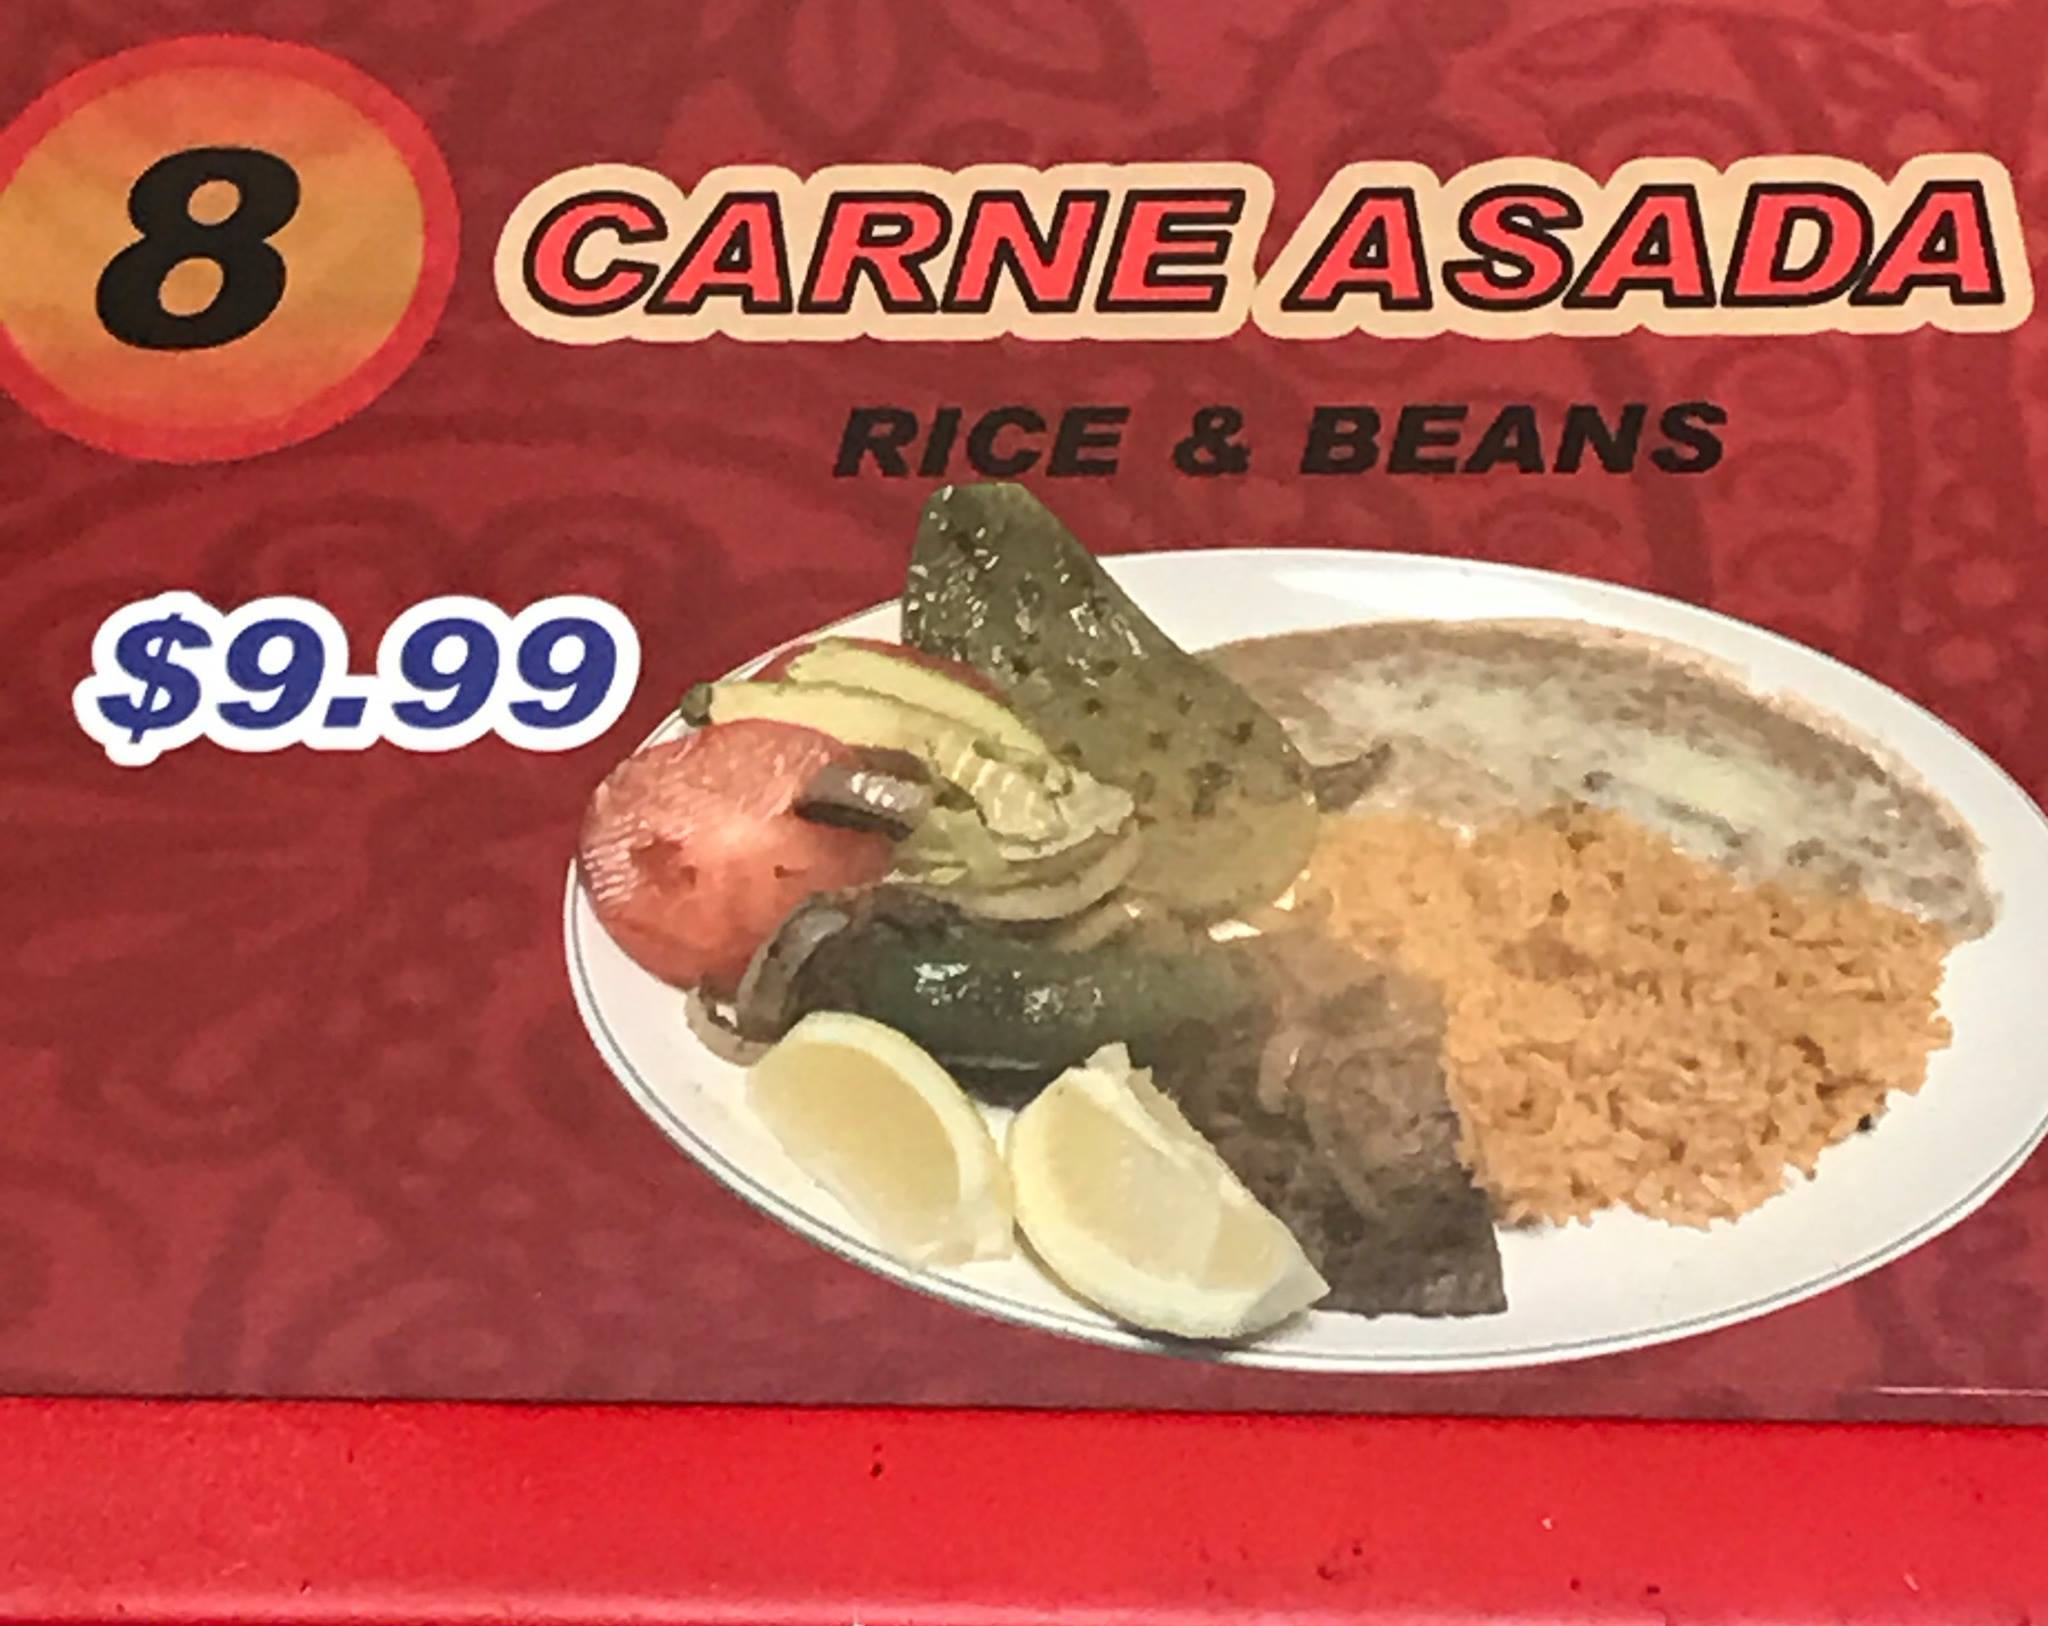 8
CARNE ASADA
RICE & BEANS
$9.99